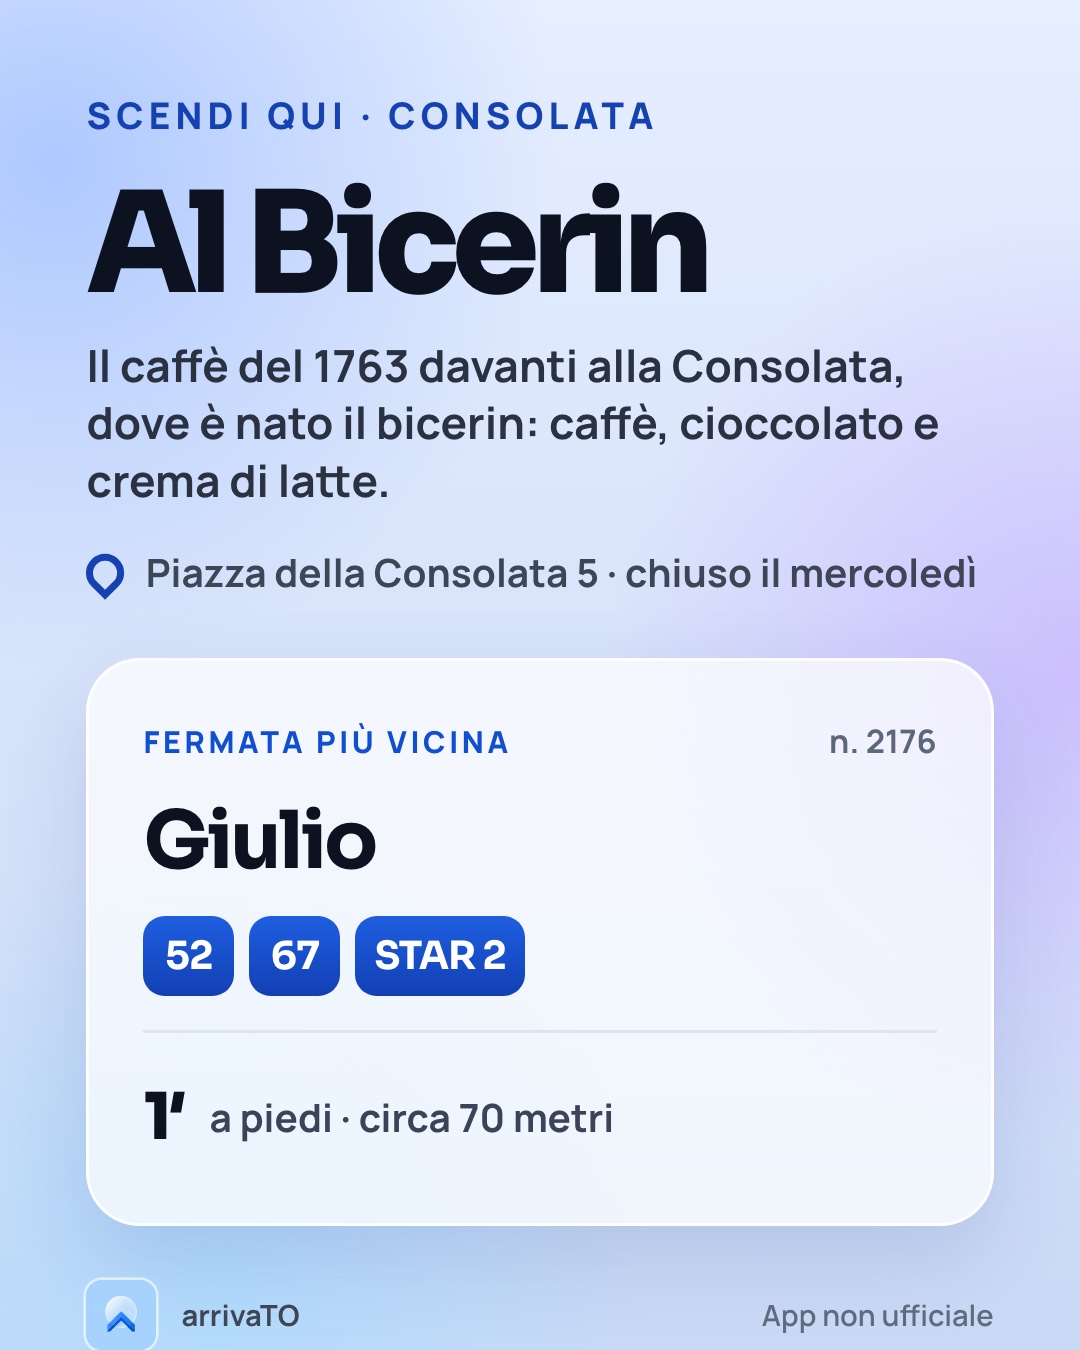 SCENDI QUI · CONSOLATA
Al Bicerin
Il caffè del 1763 davanti alla Consolata,
dove è nato il bicerin: caffè, cioccolato e
crema di latte.
Piazza della Consolata 5 · chiuso il mercoledì
FERMATA PIÙ VICINA n. 2176
Giulio
52 67 STAR 2
1′ a piedi · circa 70 metri
arrivaTO App non ufficiale